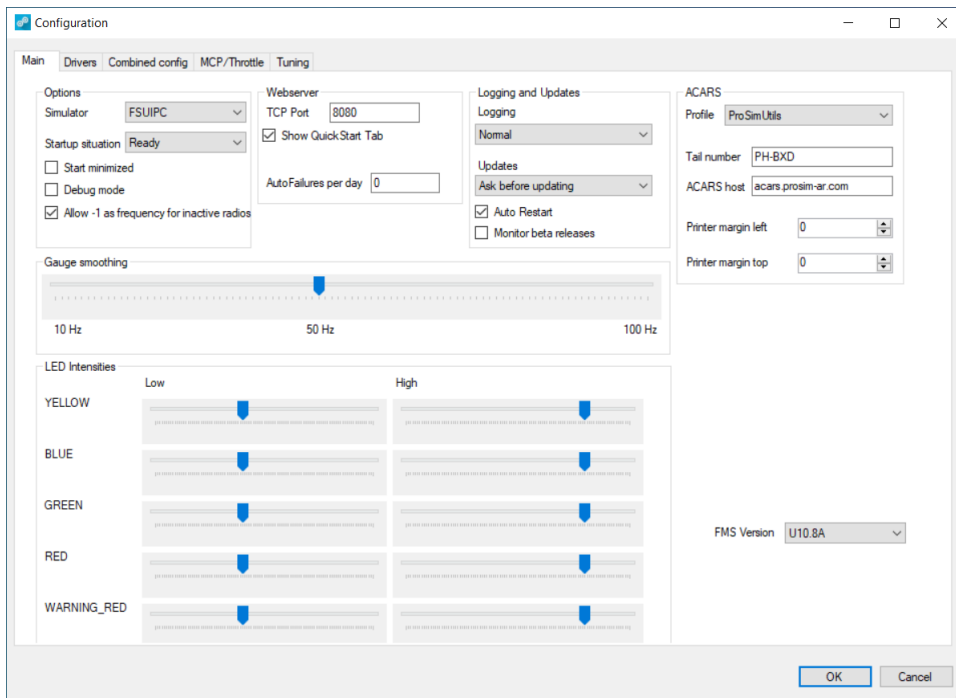 Configuration
Main Drivers Combined config MCP/Throttle Tuning
Options
Simulator FSUIPC
Startup situation Ready
Start minimized
Debug mode
Allow -1 as frequency for inactive radios
Webserver
TCP Port 8080
Show QuickStart Tab
AutoFailures per day 0
Logging and Updates
Logging
Normal
Updates
Ask before updating
Auto Restart
Monitor beta releases
ACARS
Profile ProSimUtils
Tail number PH-BXD
ACARS host acars.prosim-ar.com
Printer margin left 0
Printer margin top 0
Gauge smoothing
10 Hz 50 Hz 100 Hz
LED Intensities
Low High
YELLOW
BLUE
GREEN
RED
WARNING_RED
FMS Version U10.8A
OK Cancel